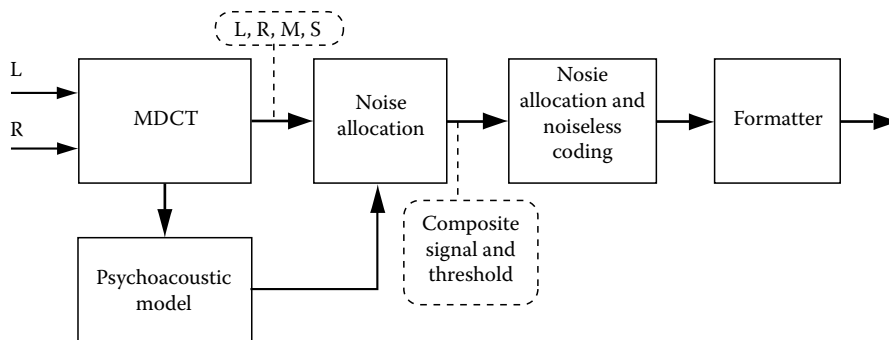 L, R, M, S
L
R
MDCT
Noise
allocation
Nosie
allocation and
noiseless
coding
Formatter
Composite
signal and
threshold
Psychoacoustic
model